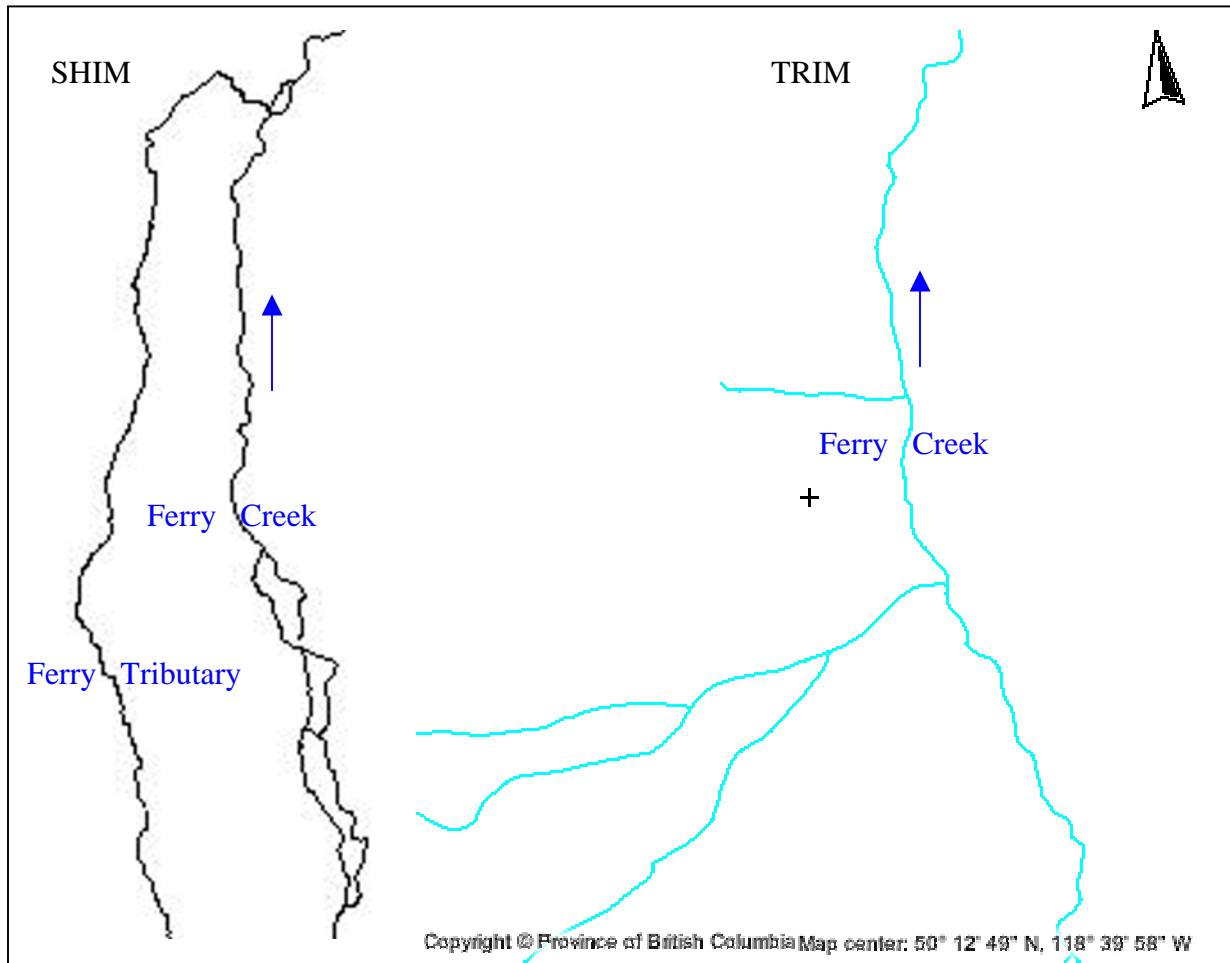 SHIM
TRIM
Ferry Creek
Ferry Creek
Ferry Tributary
Copyright © Province of British Columbia Map center: 50° 12' 49" N, 118° 39' 58" W